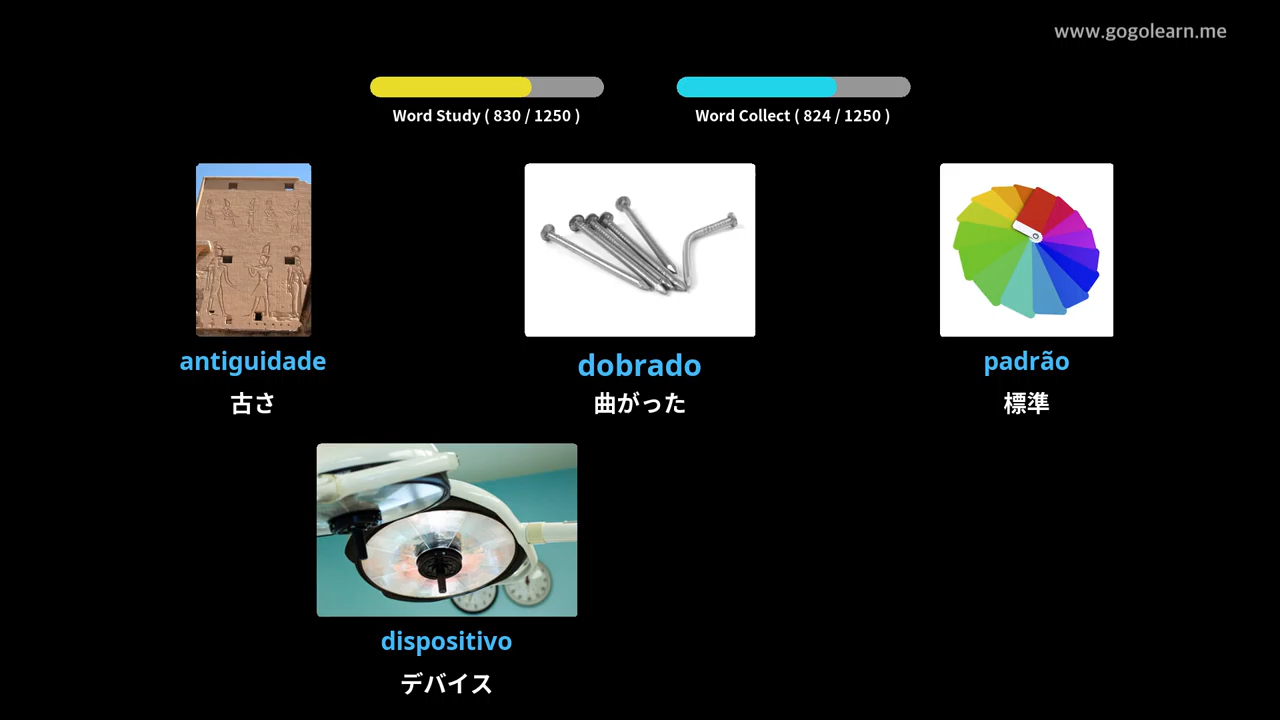 www.gogolearn.me
Word Study ( 830 / 1250 )
Word Collect ( 824 / 1250 )
antiguidade
古さ
dobrado
曲がった
padrão
標準
dispositivo
デバイス